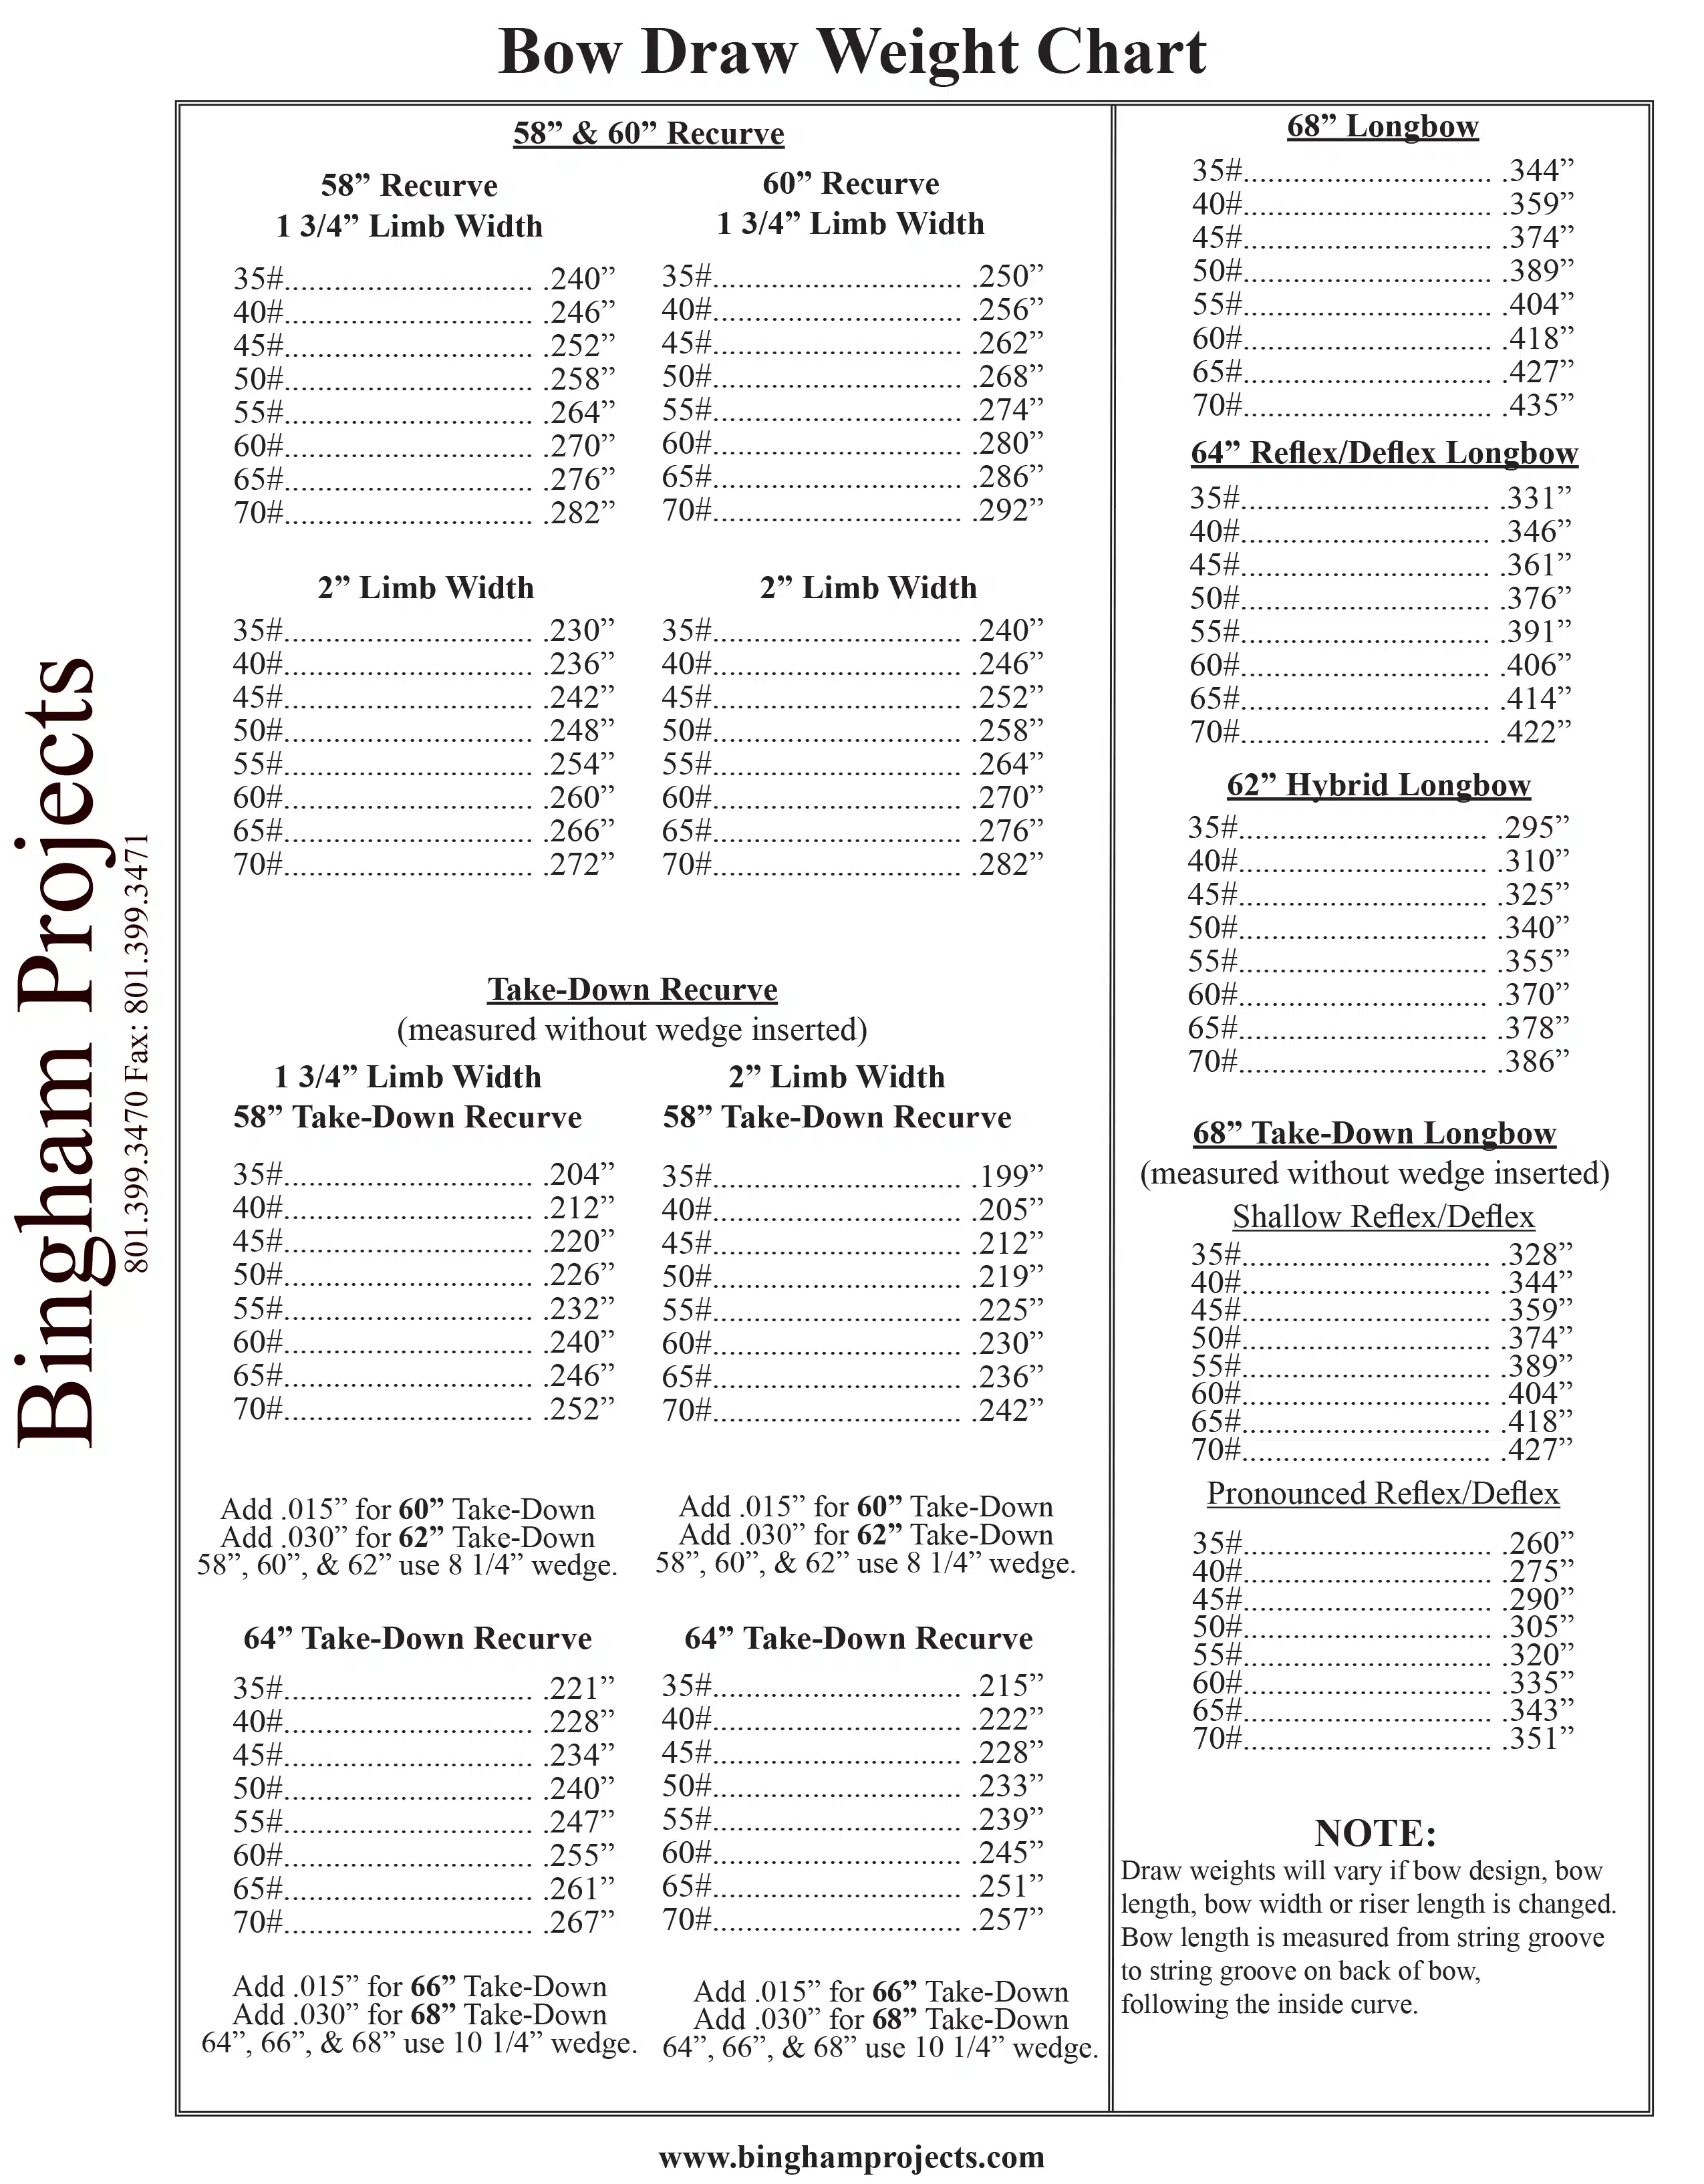 Bow Draw Weight Chart
58” & 60” Recurve
58” Recurve
1 3/4” Limb Width
35#.............................. .240”
40#.............................. .246”
45#.............................. .252”
50#.............................. .258”
55#.............................. .264”
60#.............................. .270”
65#.............................. .276”
70#.............................. .282”
2” Limb Width
35#.............................. .230”
40#.............................. .236”
45#.............................. .242”
50#.............................. .248”
55#.............................. .254”
60#.............................. .260”
65#.............................. .266”
70#.............................. .272”
60” Recurve
1 3/4” Limb Width
35#.............................. .250”
40#.............................. .256”
45#.............................. .262”
50#.............................. .268”
55#.............................. .274”
60#.............................. .280”
65#.............................. .286”
70#.............................. .292”
2” Limb Width
35#.............................. .240”
40#.............................. .246”
45#.............................. .252”
50#.............................. .258”
55#.............................. .264”
60#.............................. .270”
65#.............................. .276”
70#.............................. .282”
Take-Down Recurve
(measured without wedge inserted)
1 3/4” Limb Width
58” Take-Down Recurve
35#.............................. .204”
40#.............................. .212”
45#.............................. .220”
50#.............................. .226”
55#.............................. .232”
60#.............................. .240”
65#.............................. .246”
70#.............................. .252”
Add .015” for 60” Take-Down
Add .030” for 62” Take-Down
58”, 60”, & 62” use 8 1/4” wedge.
64” Take-Down Recurve
35#.............................. .221”
40#.............................. .228”
45#.............................. .234”
50#.............................. .240”
55#.............................. .247”
60#.............................. .255”
65#.............................. .261”
70#.............................. .267”
Add .015” for 66” Take-Down
Add .030” for 68” Take-Down
64”, 66”, & 68” use 10 1/4” wedge.
2” Limb Width
58” Take-Down Recurve
35#.............................. .199”
40#.............................. .205”
45#.............................. .212”
50#.............................. .219”
55#.............................. .225”
60#.............................. .230”
65#.............................. .236”
70#.............................. .242”
Add .015” for 60” Take-Down
Add .030” for 62” Take-Down
58”, 60”, & 62” use 8 1/4” wedge.
64” Take-Down Recurve
35#.............................. .215”
40#.............................. .222”
45#.............................. .228”
50#.............................. .233”
55#.............................. .239”
60#.............................. .245”
65#.............................. .251”
70#.............................. .257”
Add .015” for 66” Take-Down
Add .030” for 68” Take-Down
64”, 66”, & 68” use 10 1/4” wedge.
68” Longbow
35#.............................. .344”
40#.............................. .359”
45#.............................. .374”
50#.............................. .389”
55#.............................. .404”
60#.............................. .418”
65#.............................. .427”
70#.............................. .435”
64” Reflex/Deflex Longbow
35#.............................. .331”
40#.............................. .346”
45#.............................. .361”
50#.............................. .376”
55#.............................. .391”
60#.............................. .406”
65#.............................. .414”
70#.............................. .422”
62” Hybrid Longbow
35#.............................. .295”
40#.............................. .310”
45#.............................. .325”
50#.............................. .340”
55#.............................. .355”
60#.............................. .370”
65#.............................. .378”
70#.............................. .386”
68” Take-Down Longbow
(measured without wedge inserted)
Shallow Reflex/Deflex
35#.............................. .328”
40#.............................. .344”
45#.............................. .359”
50#.............................. .374”
55#.............................. .389”
60#.............................. .404”
65#.............................. .418”
70#.............................. .427”
Pronounced Reflex/Deflex
35#.............................. .260”
40#.............................. .275”
45#.............................. .290”
50#.............................. .305”
55#.............................. .320”
60#.............................. .335”
65#.............................. .343”
70#.............................. .351”
NOTE:
Draw weights will vary if bow design, bow
length, bow width or riser length is changed.
Bow length is measured from string groove
to string groove on back of bow,
following the inside curve.
Bingham Projects
801.399.3470 Fax: 801.399.3471
www.binghamprojects.com